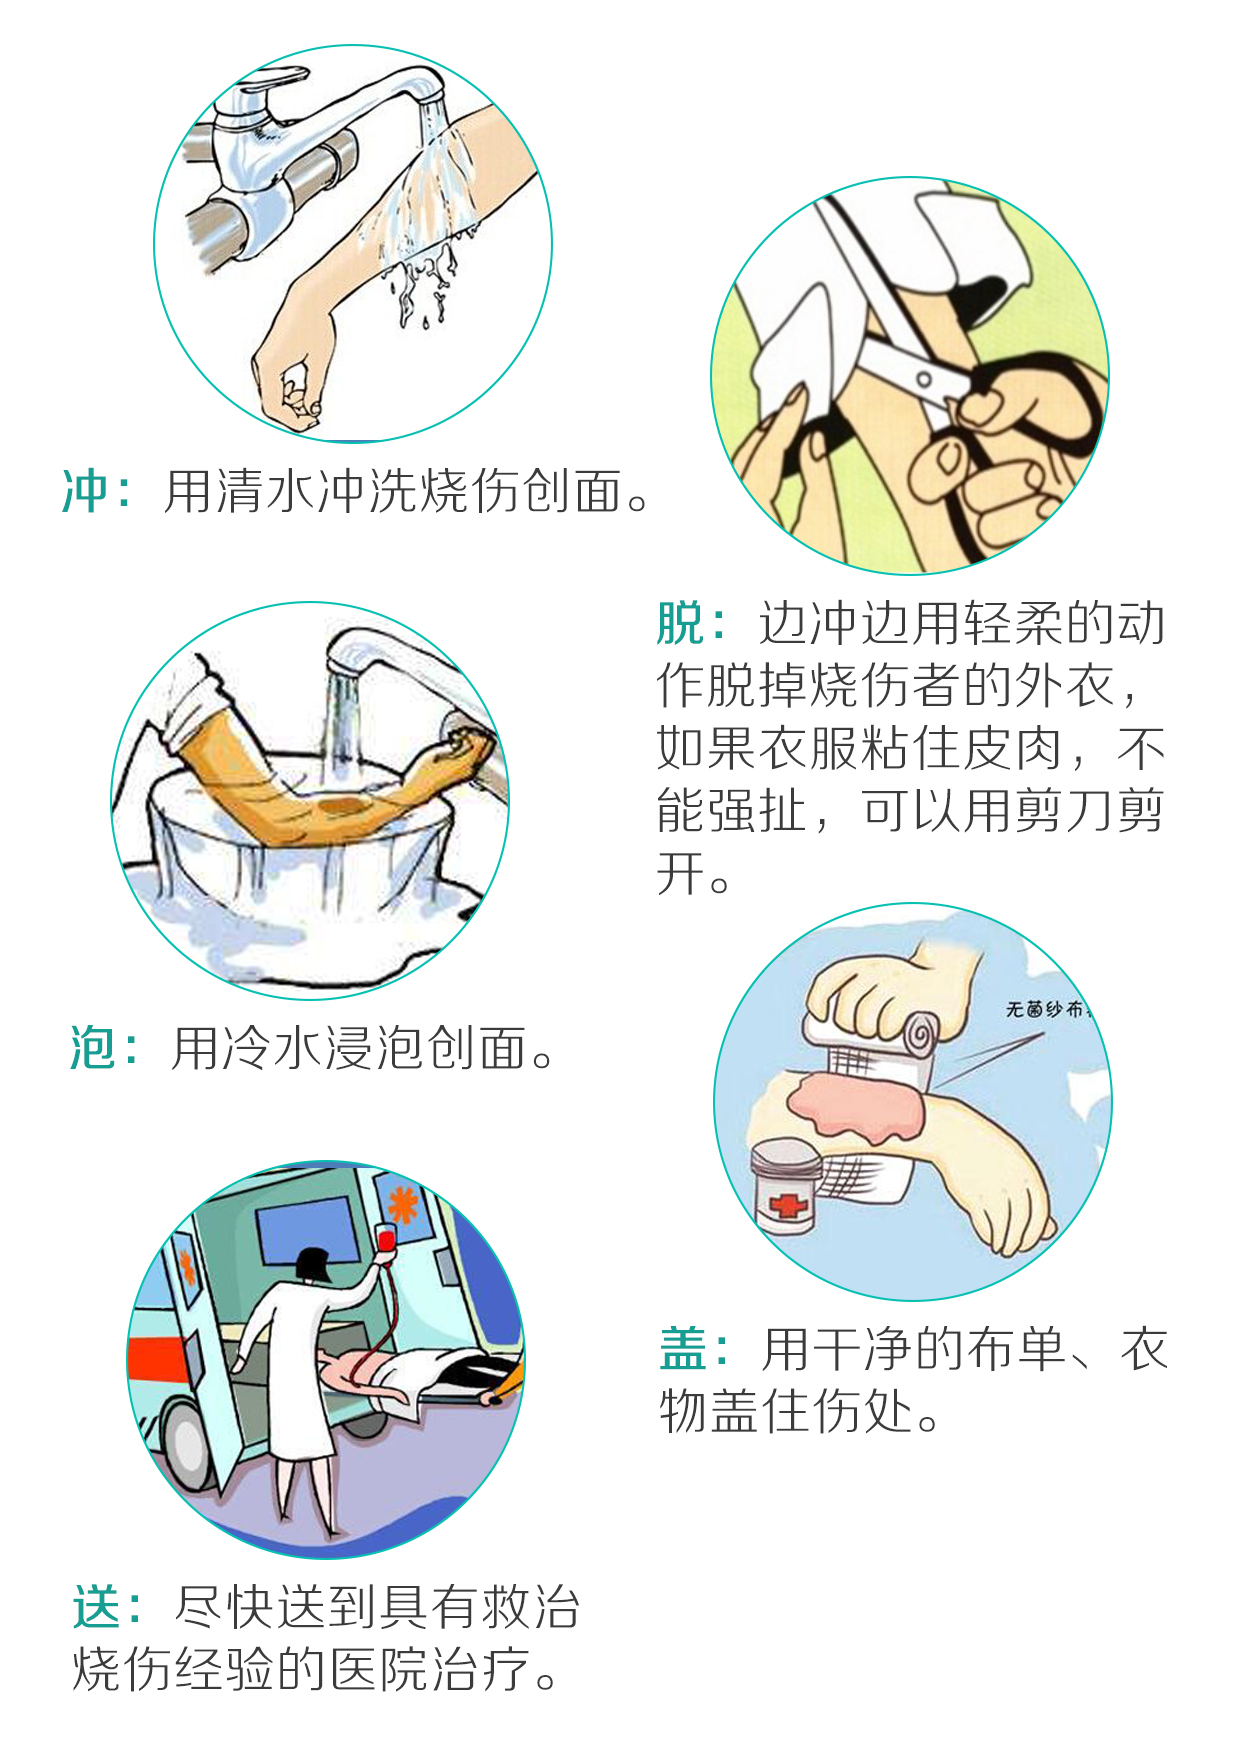 冲：用清水冲洗烧伤创面。
脱：边冲边用轻柔的动
作脱掉烧伤者的外衣，
如果衣服粘住皮肉，不
能强扯，可以用剪刀剪
开。
泡：用冷水浸泡创面。
无菌纱布
盖：用干净的布单、衣
物盖住伤处。
送：尽快送到具有救治
烧伤经验的医院治疗。